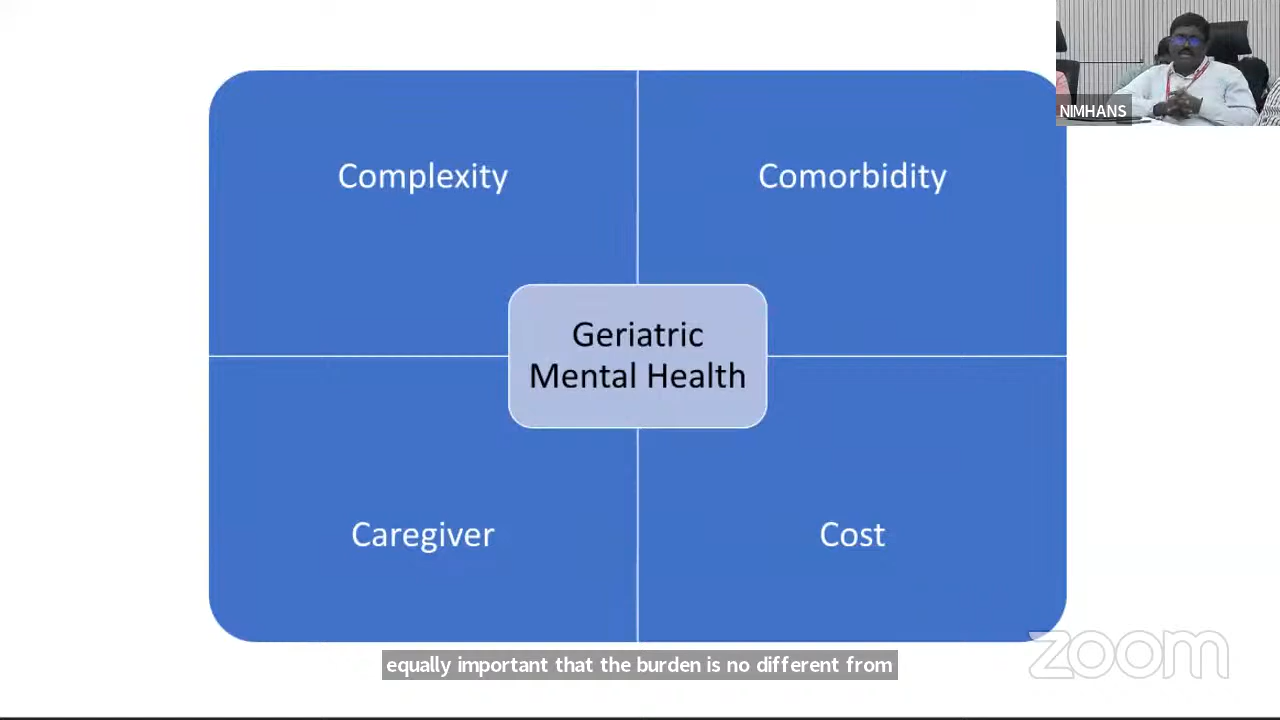 NIMHANS
Complexity
Comorbidity
Geriatric
Mental Health
Caregiver
Cost
zoom
equally important that the burden is no different from